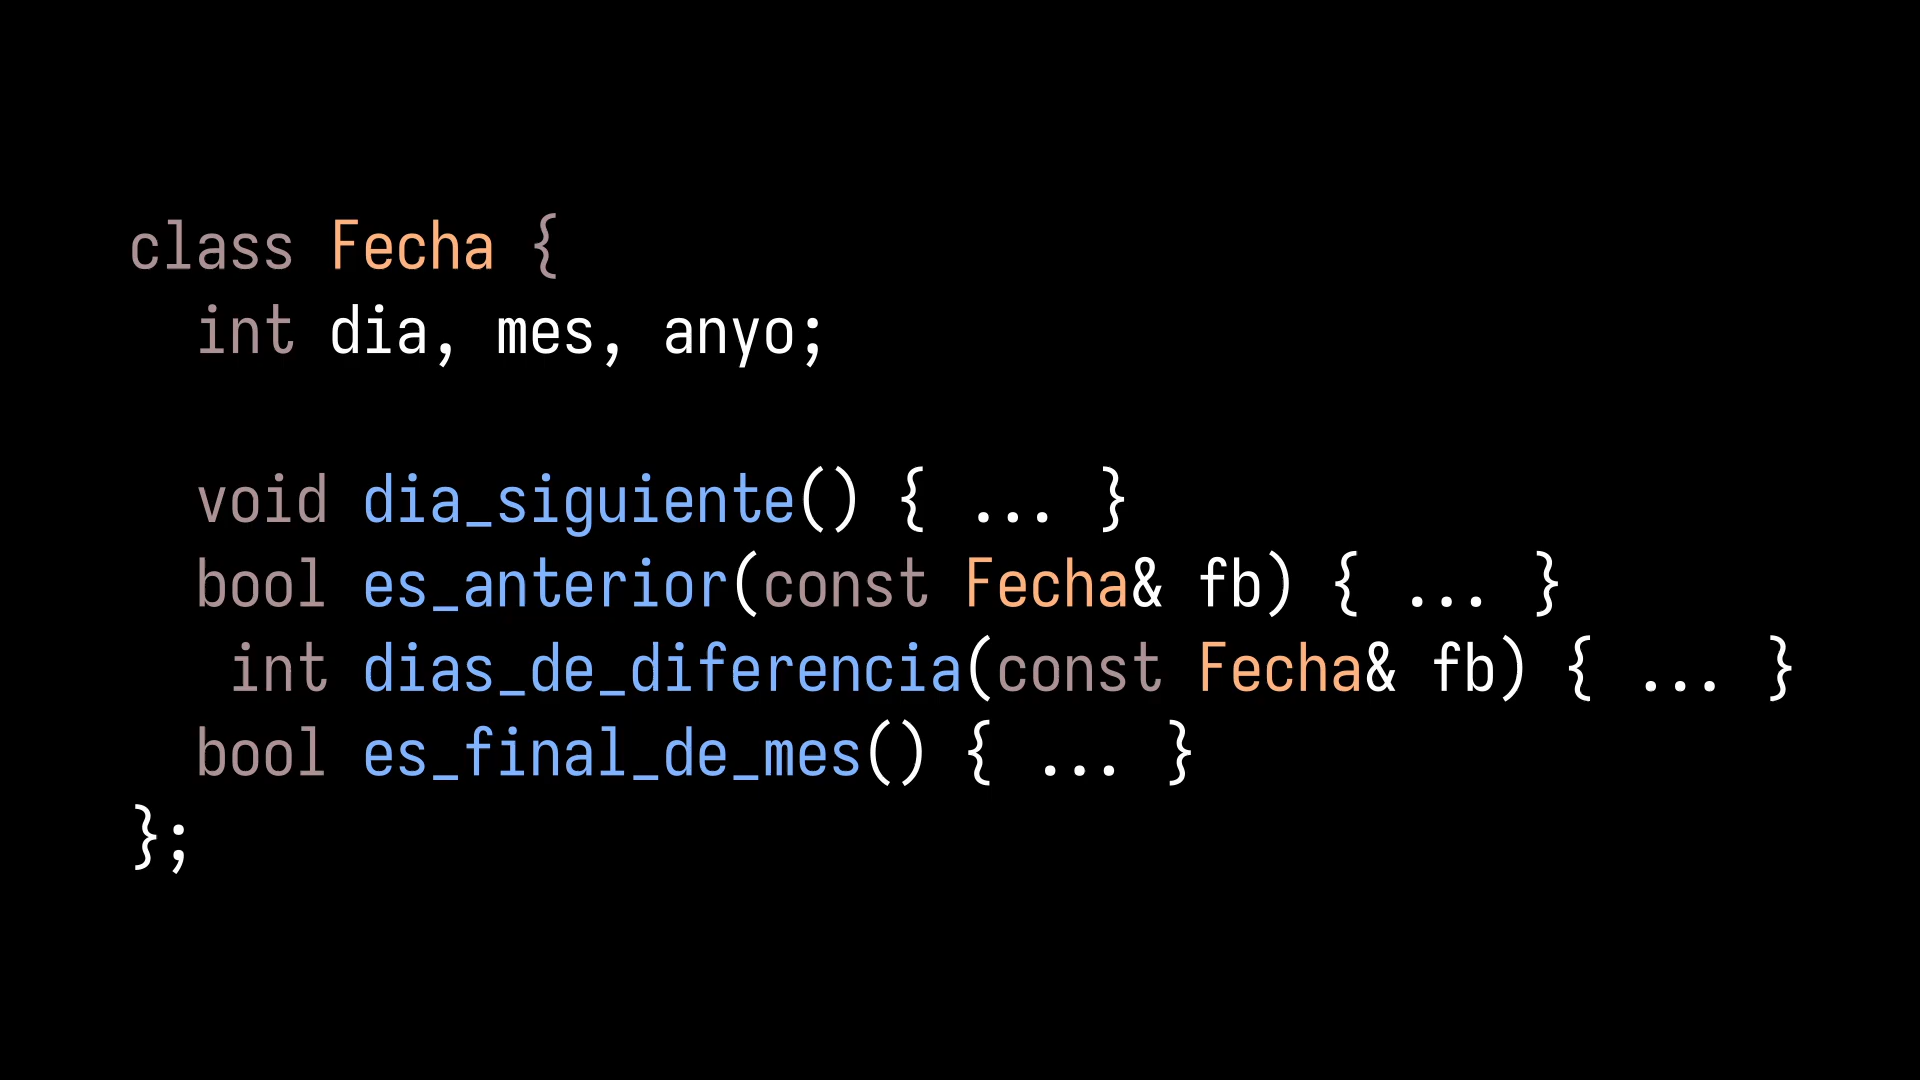 class Fecha {
  int dia, mes, anyo;

  void dia_siguiente() { ... }
  bool es_anterior(const Fecha& fb) { ... }
   int dias_de_diferencia(const Fecha& fb) { ... }
  bool es_final_de_mes() { ... }
};